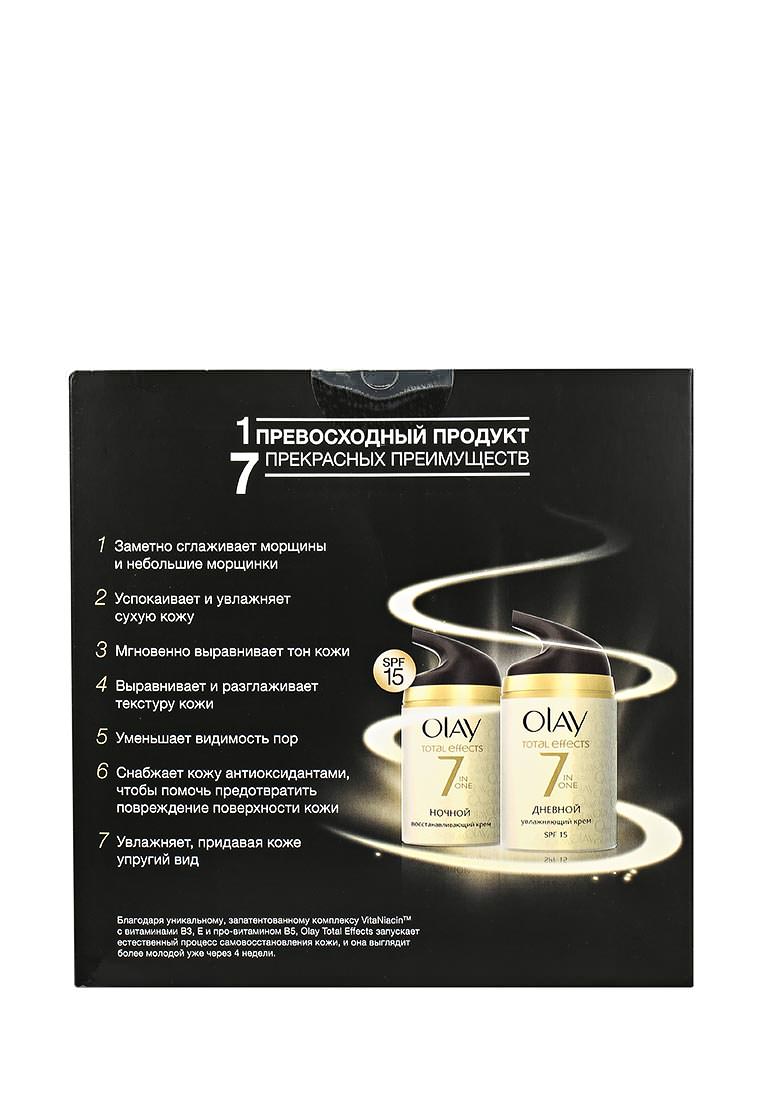 1 ПРЕВОСХОДНЫЙ ПРОДУКТ
7 ПРЕКРАСНЫХ ПРЕИМУЩЕСТВ
1 Заметно сглаживает морщины
и небольшие морщинки
2 Успокаивает и увлажняет
сухую кожу
3 Мгновенно выравнивает тон кожи
4 Выравнивает и разглаживает
текстуру кожи
5 Уменьшает видимость пор
6 Снабжает кожу антиоксидантами,
чтобы помочь предотвратить
повреждение поверхности кожи
7 Увлажняет, придавая коже
упругий вид
SPF
15
OLAY
TOTAL EFFECTS
7 IN
ONE
НОЧНОЙ
восстанавливающий крем
OLAY
TOTAL EFFECTS
7 IN
ONE
ДНЕВНОЙ
увлажняющий крем
SPF 15
Благодаря уникальному, запатентованному комплексу VitaNiacin™
с витаминами B3, E и про-витамином B5, Olay Total Effects запускает
естественный процесс самовосстановления кожи, и она выглядит
более молодой уже через 4 недели.